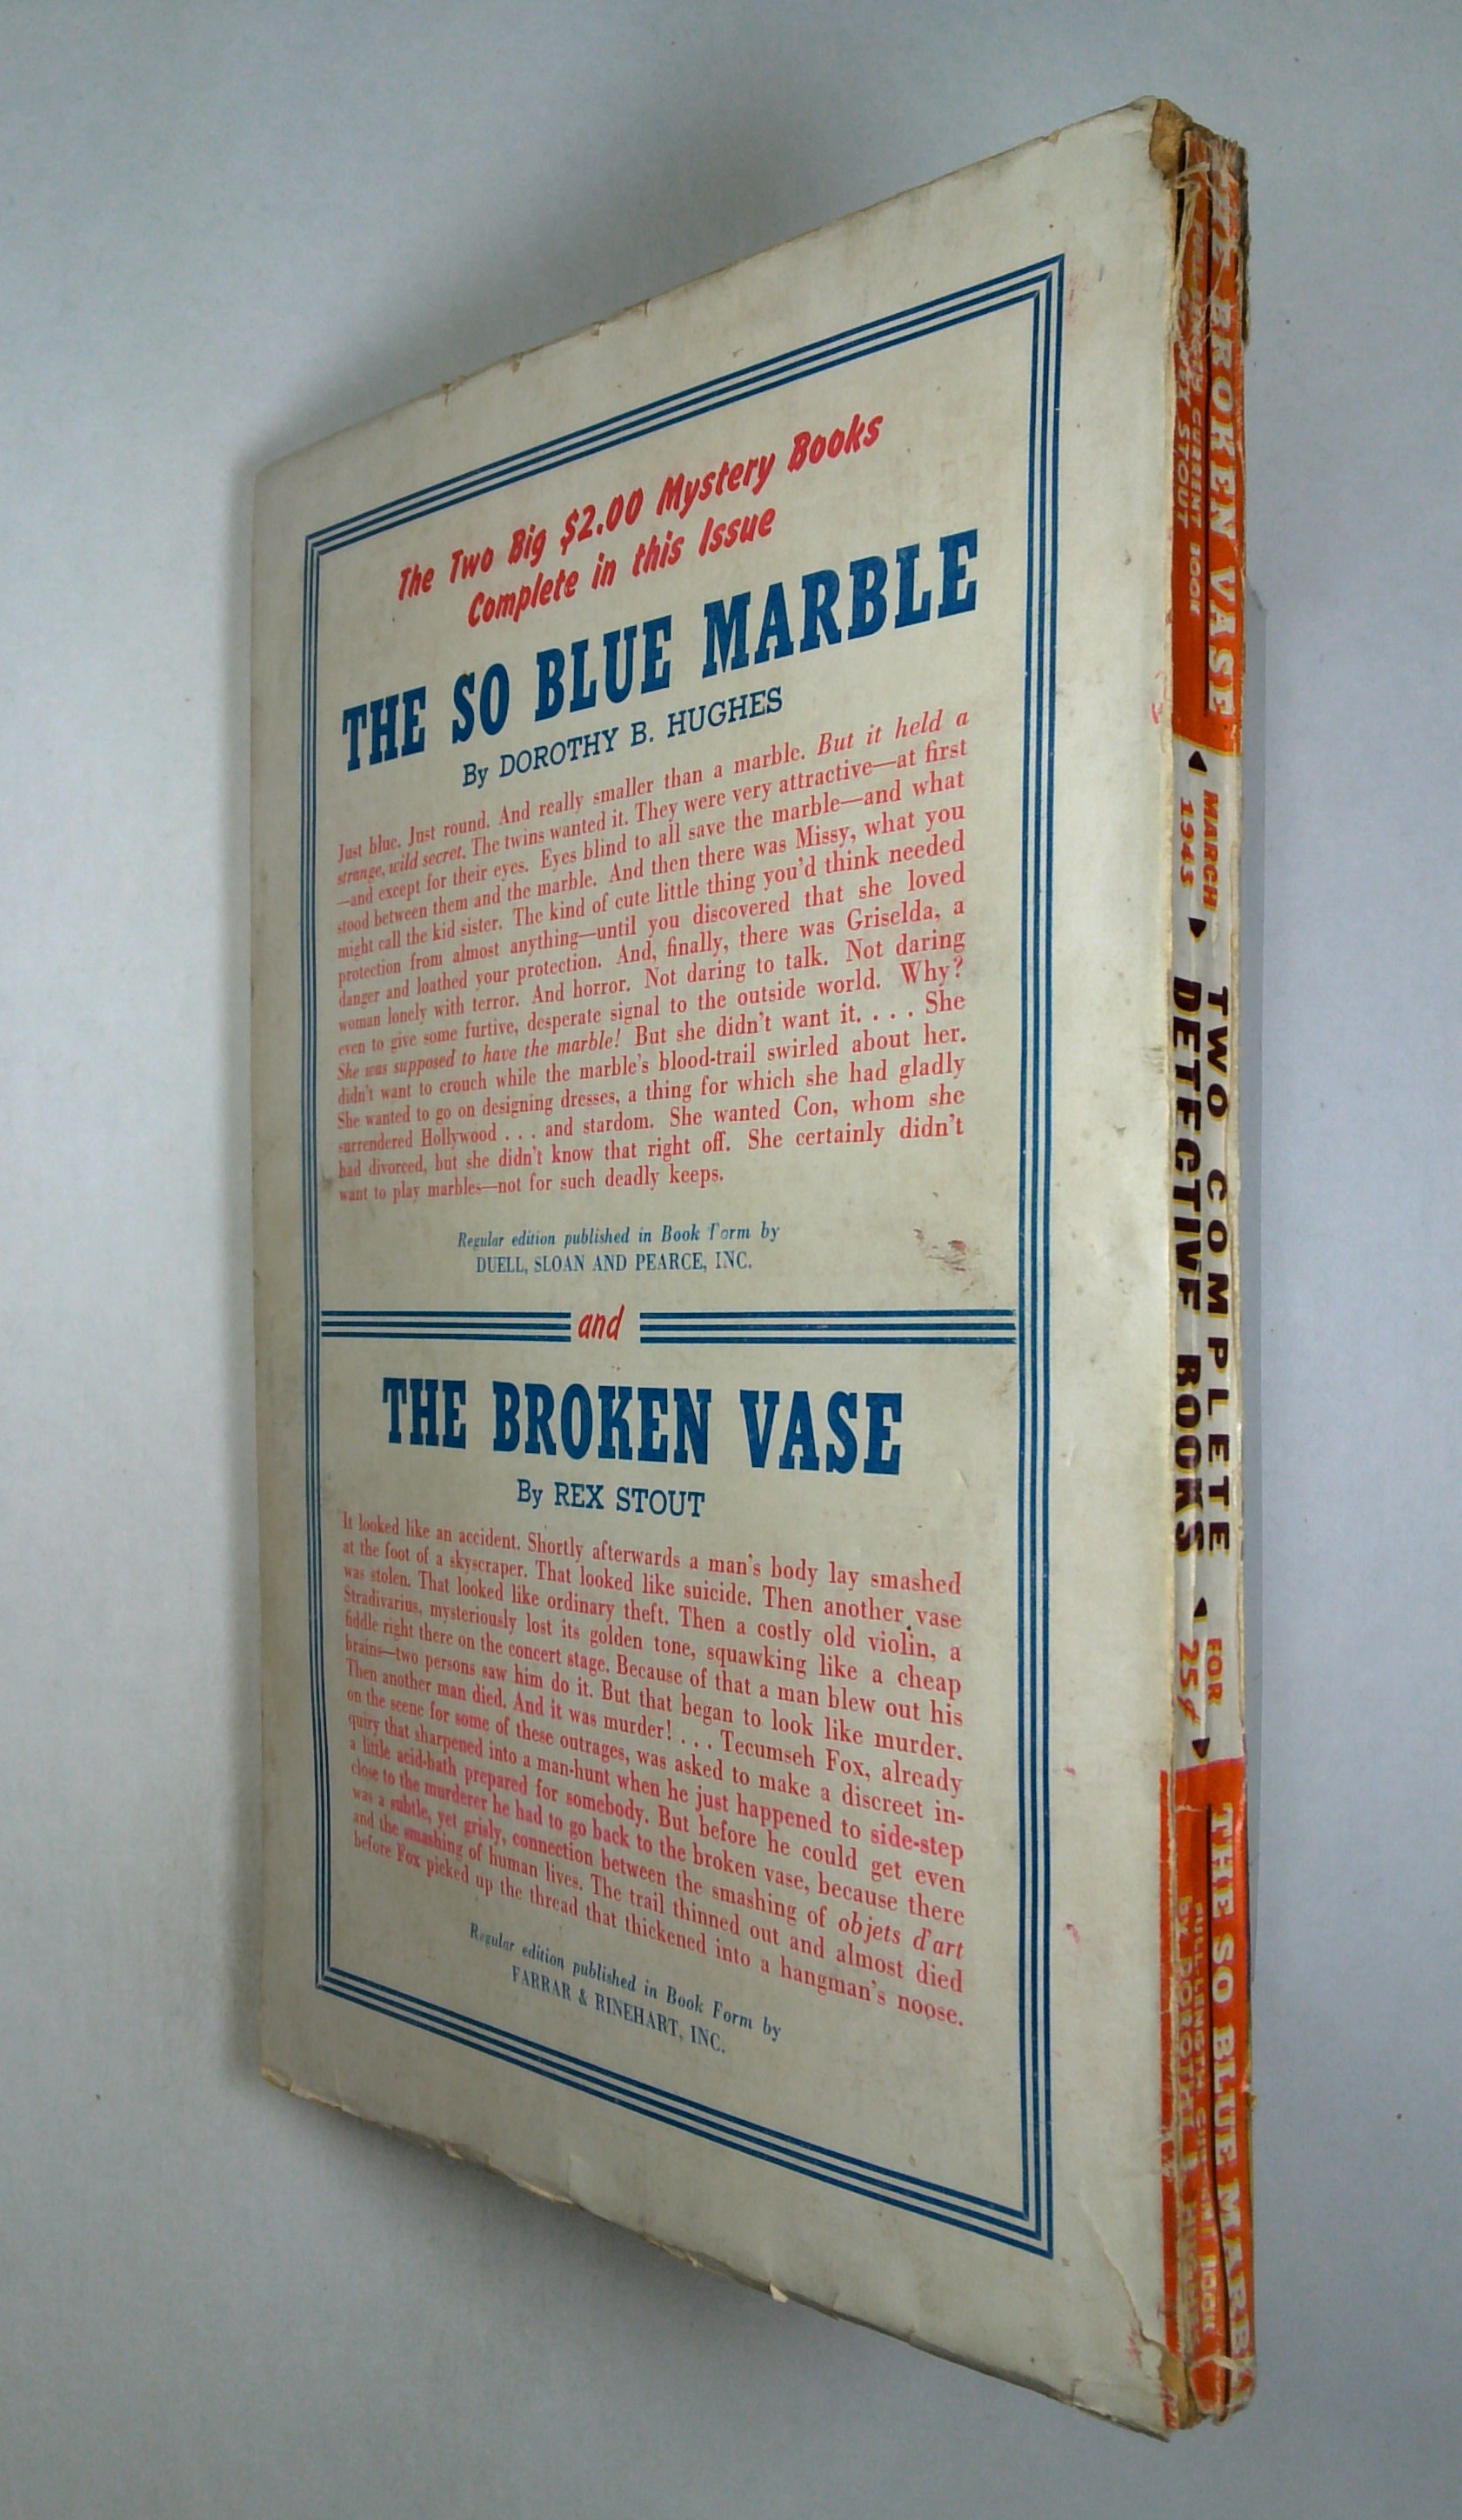 The Two Big $2.00 Mystery Books
Complete in this Issue
THE SO BLUE MARBLE
By DOROTHY B. HUGHES
Just blue. Just round. And really smaller than a marble. But it held a
strange, wild secret. The twins wanted it. They were very attractive—at first
—and except for their eyes. Eyes blind to all save the marble—and what
stood between them and the marble. And then there was Missy, what you
might call the kid sister. The kind of cute little thing you'd think needed
protection from almost anything—until you discovered that she loved
danger and loathed your protection. And, finally, there was Griselda, a
woman lonely with terror. And horror. Not daring to talk. Not daring
even to give some furtive, desperate signal to the outside world. Why?
She was supposed to have the marble! But she didn't want it. . . . She
didn't want to crouch while the marble's blood-trail swirled about her.
She wanted to go on designing dresses, a thing for which she had gladly
surrendered Hollywood . . . and stardom. She wanted Con, whom she
had divorced, but she didn't know that right off. She certainly didn't
want to play marbles—not for such deadly keeps.
Regular edition published in Book Form by
DUELL, SLOAN AND PEARCE, INC.
and
THE BROKEN VASE
By REX STOUT
It looked like an accident. Shortly afterwards a man's body lay smashed
at the foot of a skyscraper. That looked like suicide. Then another vase
was stolen. That looked like ordinary theft. Then a costly old violin, a
Stradivarius, mysteriously lost its golden tone, squawking like a cheap
fiddle right there on the concert stage. Because of that a man blew out his
brains—two persons saw him do it. But that began to look like murder.
Then another man died. And it was murder! . . . Tecumseh Fox, already
on the scene for some of these outrages, was asked to make a discreet in-
quiry that sharpened into a man-hunt when he just happened to side-step
a little acid-bath prepared for somebody. But before he could get even
close to the murderer he had to go back to the broken vase, because there
was a subtle, yet grisly, connection between the smashing of objets d'art
and the smashing of human lives. The trail thinned out and almost died
before Fox picked up the thread that thickened into a hangman's noose.
Regular edition published in Book Form by
FARRAR & RINEHART, INC.
THE BROKEN VASE
FULL-LENGTH CURRENT BOOK
BY REX STOUT
MARCH
1943
TWO COMPLETE
DETECTIVE BOOKS
FOR
25¢
THE SO BLUE MARBLE
FULL-LENGTH CURRENT BOOK
BY DOROTHY B. HUGHES